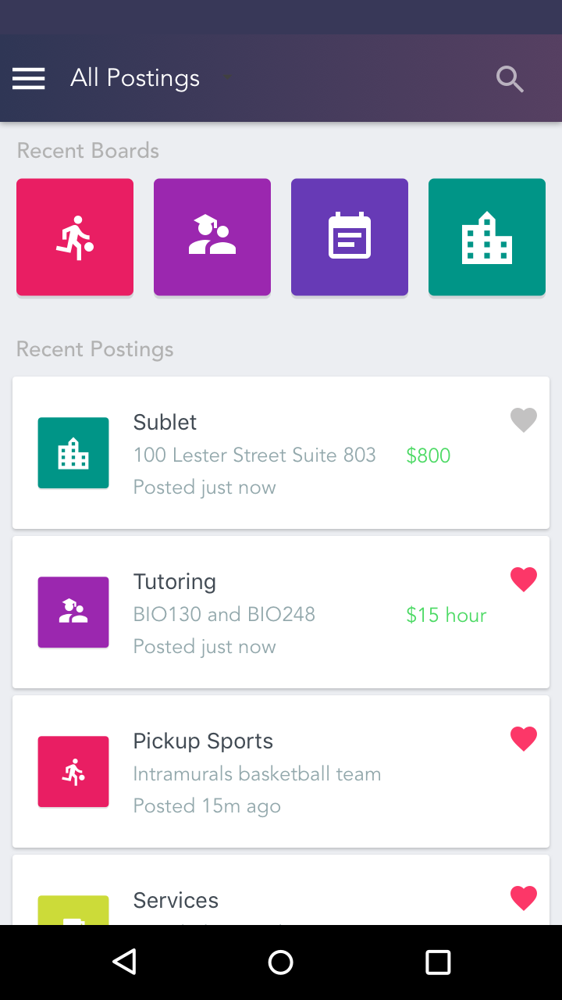 All Postings
Recent Boards
Recent Postings
Sublet
100 Lester Street Suite 803 $800
Posted just now
Tutoring
BIO130 and BIO248 $15 hour
Posted just now
Pickup Sports
Intramurals basketball team
Posted 15m ago
Services